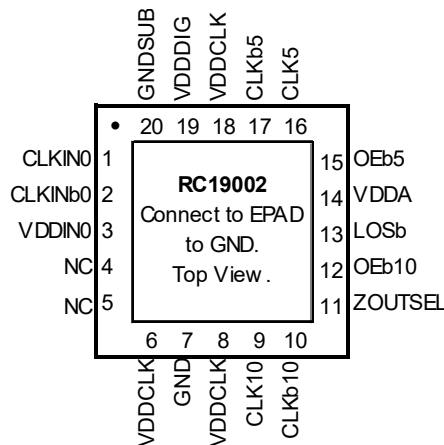 GNDSUB
VDDDIG
VDDCLK
CLKb5
CLK5
20 19 18 17 16
CLKIN0 1
CLKINb0 2
VDDIN0 3
NC 4
NC 5
RC19002
Connect to EPAD
to GND.
Top View .
15 OEb5
14 VDDA
13 LOSb
12 OEb10
11 ZOUTSEL
6 7 8 9 10
VDDCLK
GND
VDDCLK
CLK10
CLKb10